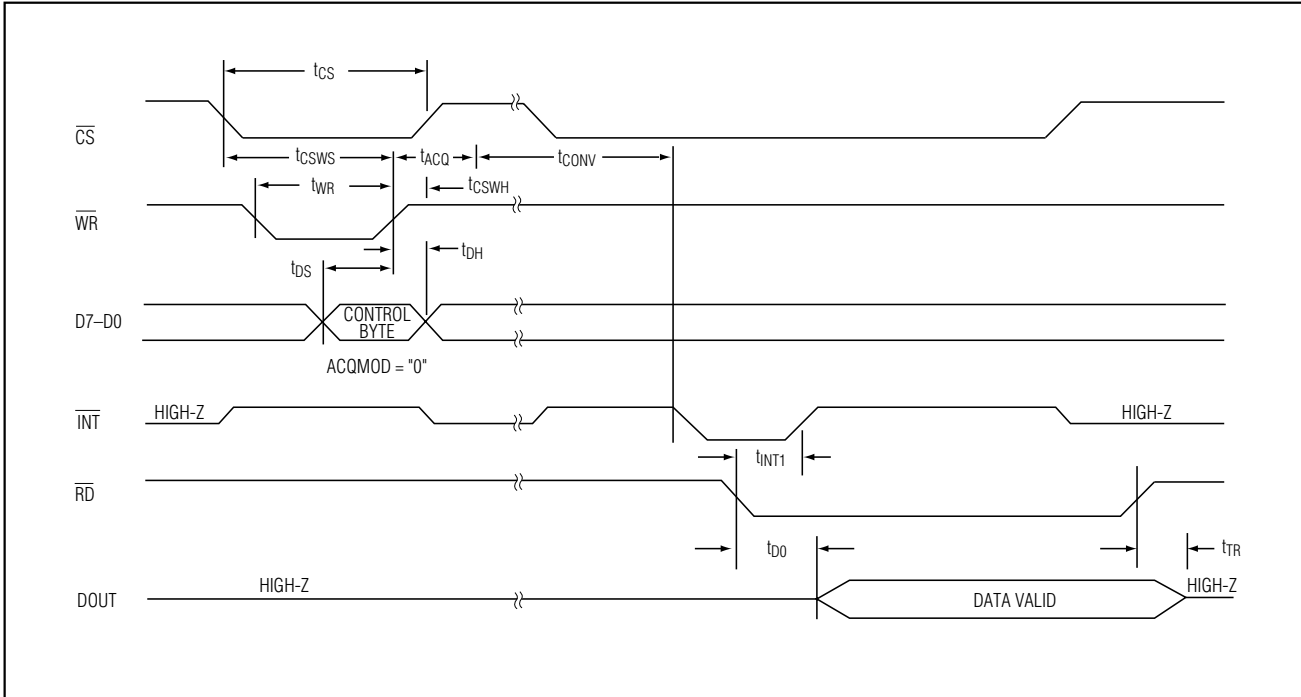 tCS
CS
tCSWS
tACQ
tCONV
tWR
tCSWH
WR
tDS
tDH
D7–D0
CONTROL
BYTE
ACQMOD = "0"
INT
HIGH-Z
HIGH-Z
tINT1
RD
tD0
tTR
DOUT
HIGH-Z
DATA VALID
HIGH-Z